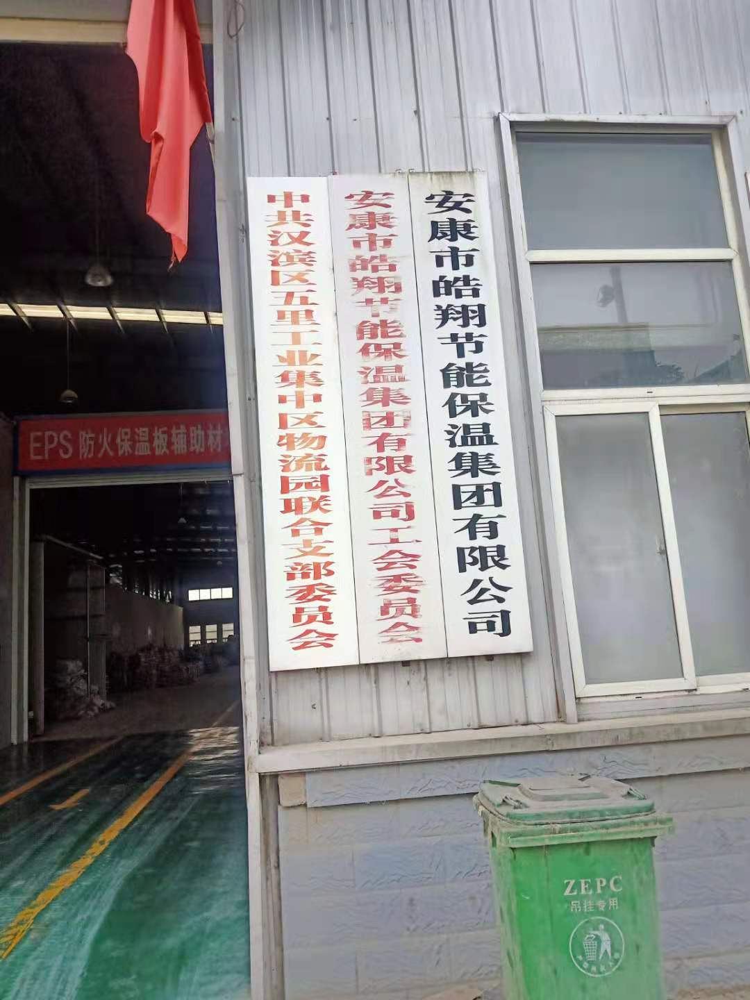 中共汉滨区五里工业集中区物流园联合支部委员会
安康市皓翔节能保温集团有限公司工会委员会
安康市皓翔节能保温集团有限公司
EPS防火保温板辅助材
ZEPC
吊挂专用